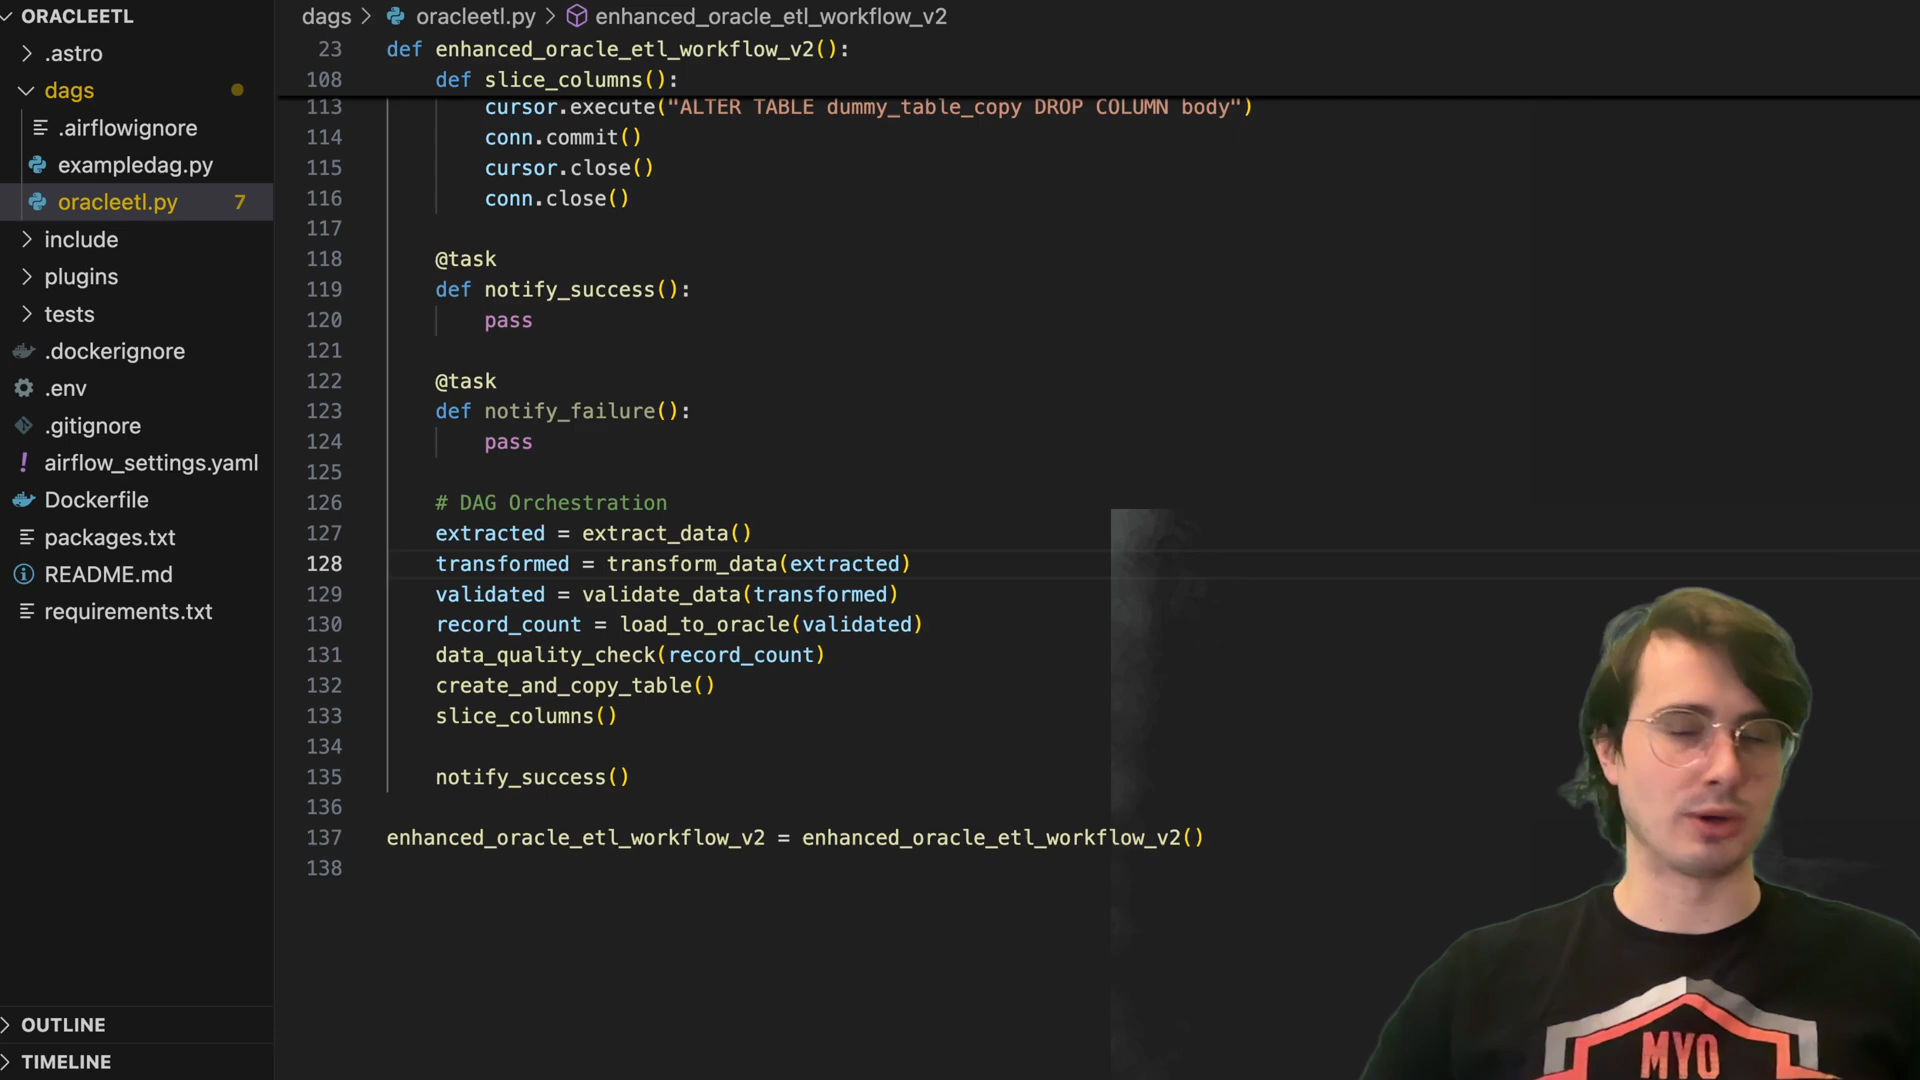 ORACLEETL
.astro
dags
.airflowignore
exampledag.py
oracleetl.py 7
include
plugins
tests
.dockerignore
.env
.gitignore
! airflow_settings.yaml
Dockerfile
packages.txt
README.md
requirements.txt
OUTLINE
TIMELINE
dags > oracleetl.py > enhanced_oracle_etl_workflow_v2
23 def enhanced_oracle_etl_workflow_v2():
108 def slice_columns():
113 cursor.execute("ALTER TABLE dummy_table_copy DROP COLUMN body")
114 conn.commit()
115 cursor.close()
116 conn.close()
117
118 @task
119 def notify_success():
120 pass
121
122 @task
123 def notify_failure():
124 pass
125
126 # DAG Orchestration
127 extracted = extract_data()
128 transformed = transform_data(extracted)
129 validated = validate_data(transformed)
130 record_count = load_to_oracle(validated)
131 data_quality_check(record_count)
132 create_and_copy_table()
133 slice_columns()
134
135 notify_success()
136
137 enhanced_oracle_etl_workflow_v2 = enhanced_oracle_etl_workflow_v2()
138
MYO